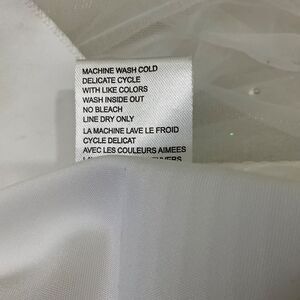 MACHINE WASH COLD
DELICATE CYCLE
WITH LIKE COLORS
WASH INSIDE OUT
NO BLEACH
LINE DRY ONLY
LA MACHINE LAVE LE FROID
CYCLE DELICAT
AVEC LES COULEURS AIMEES